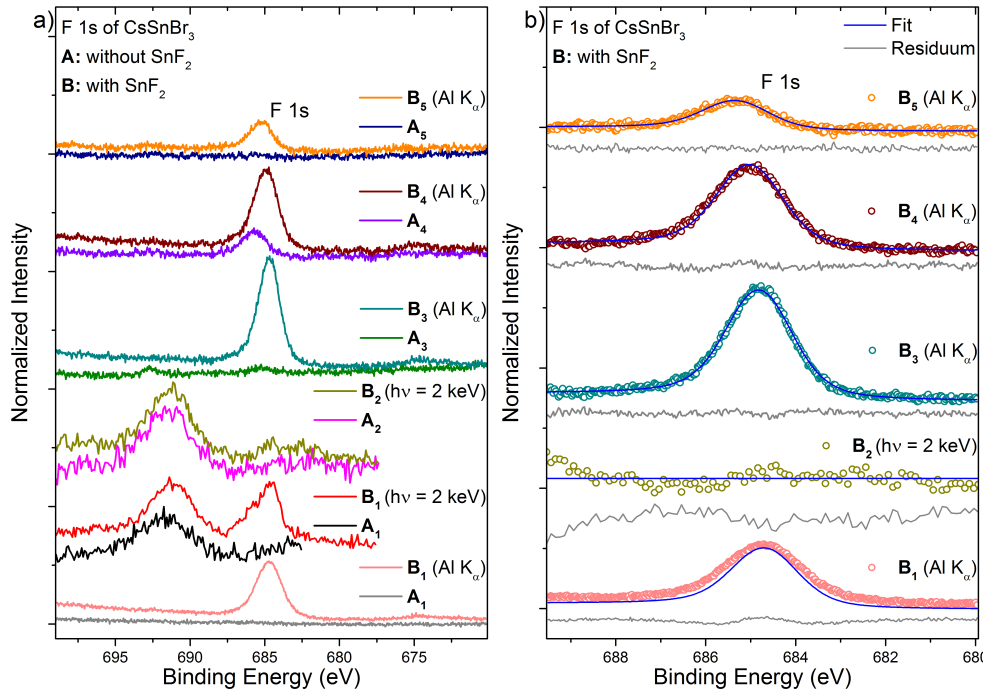 a)
F 1s of CsSnBr₃
A: without SnF₂
B: with SnF₂
F 1s
B₅ (Al Kα)
A₅
B₄ (Al Kα)
A₄
B₃ (Al Kα)
A₃
B₂ (hν = 2 keV)
A₂
B₁ (hν = 2 keV)
A₁
B₁ (Al Kα)
A₁
Normalized Intensity
695 690 685 680 675
Binding Energy (eV)
b)
F 1s of CsSnBr₃
B: with SnF₂
Fit
Residuum
F 1s
B₅ (Al Kα)
B₄ (Al Kα)
B₃ (Al Kα)
B₂ (hν = 2 keV)
B₁ (Al Kα)
Normalized Intensity
688 686 684 682 680
Binding Energy (eV)